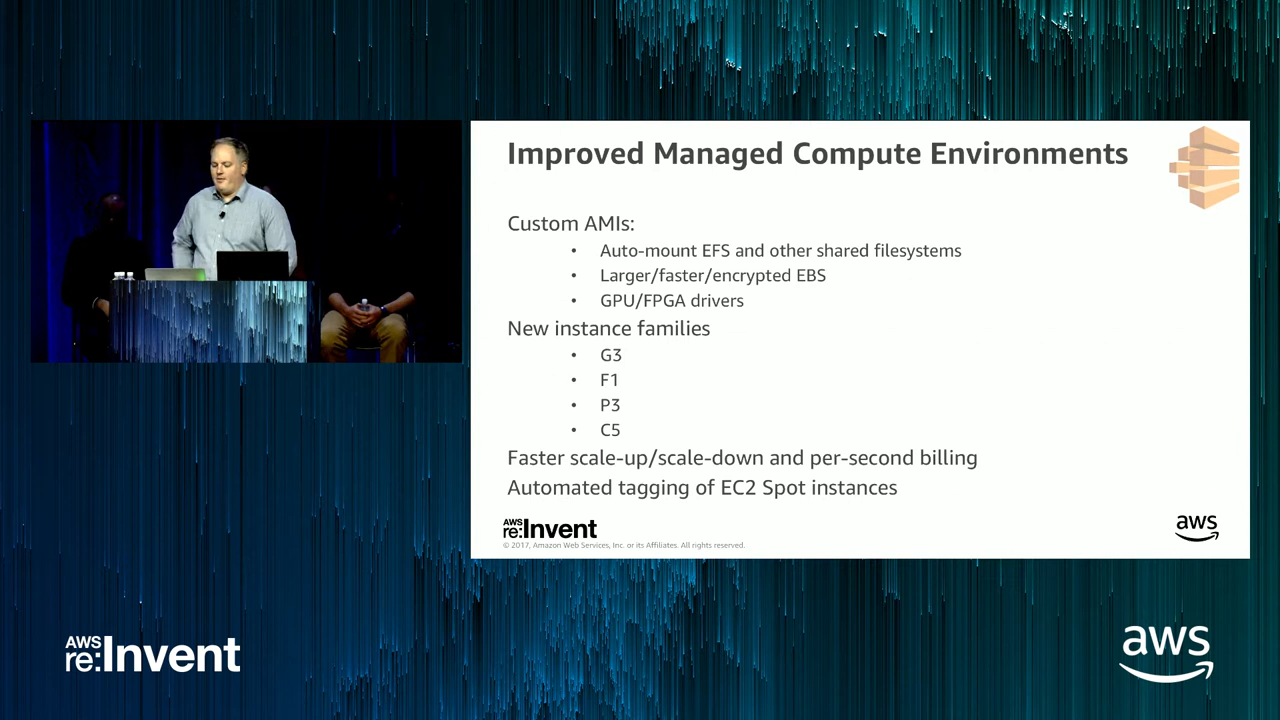 Improved Managed Compute Environments
Custom AMIs:
• Auto-mount EFS and other shared filesystems
• Larger/faster/encrypted EBS
• GPU/FPGA drivers
New instance families
• G3
• F1
• P3
• C5
Faster scale-up/scale-down and per-second billing
Automated tagging of EC2 Spot instances
AWS
re:Invent
© 2017, Amazon Web Services, Inc. or its Affiliates. All rights reserved.
aws
AWS
re:Invent
aws